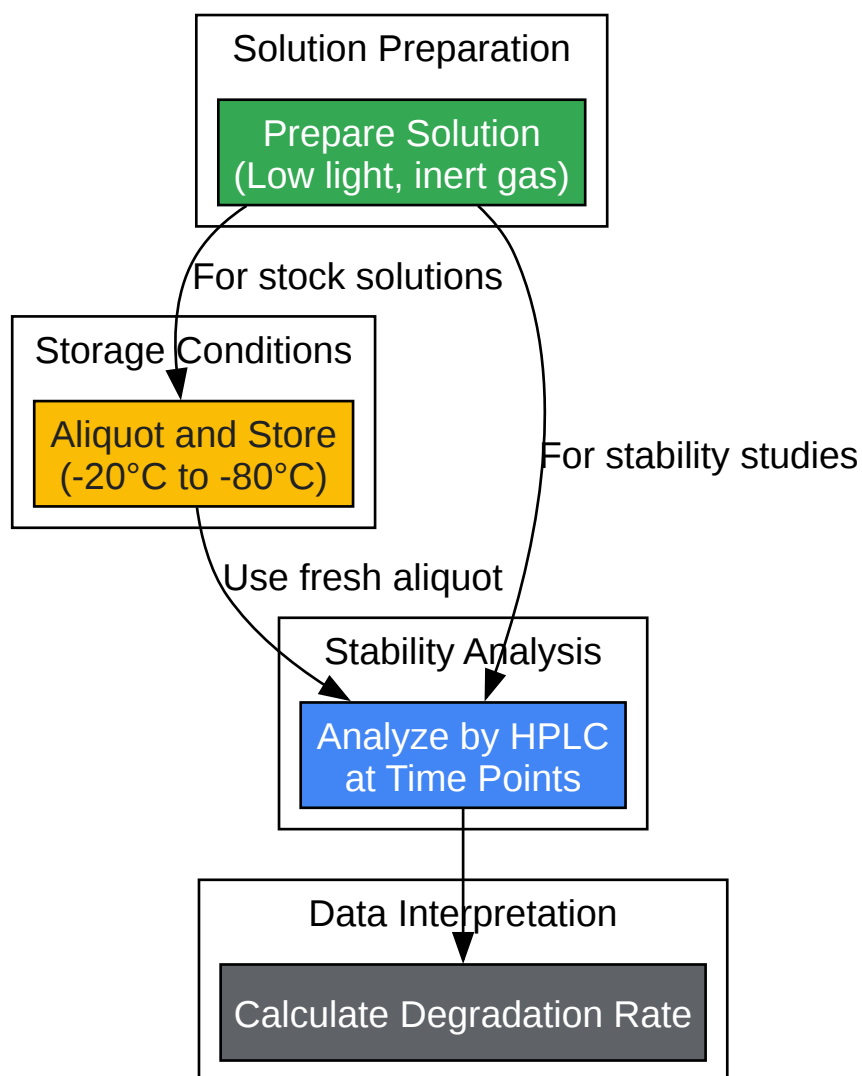 Solution Preparation
Prepare Solution
(Low light, inert gas)
For stock solutions
Storage Conditions
Aliquot and Store
(-20°C to -80°C)
For stability studies
Use fresh aliquot
Stability Analysis
Analyze by HPLC
at Time Points
Data Interpretation
Calculate Degradation Rate